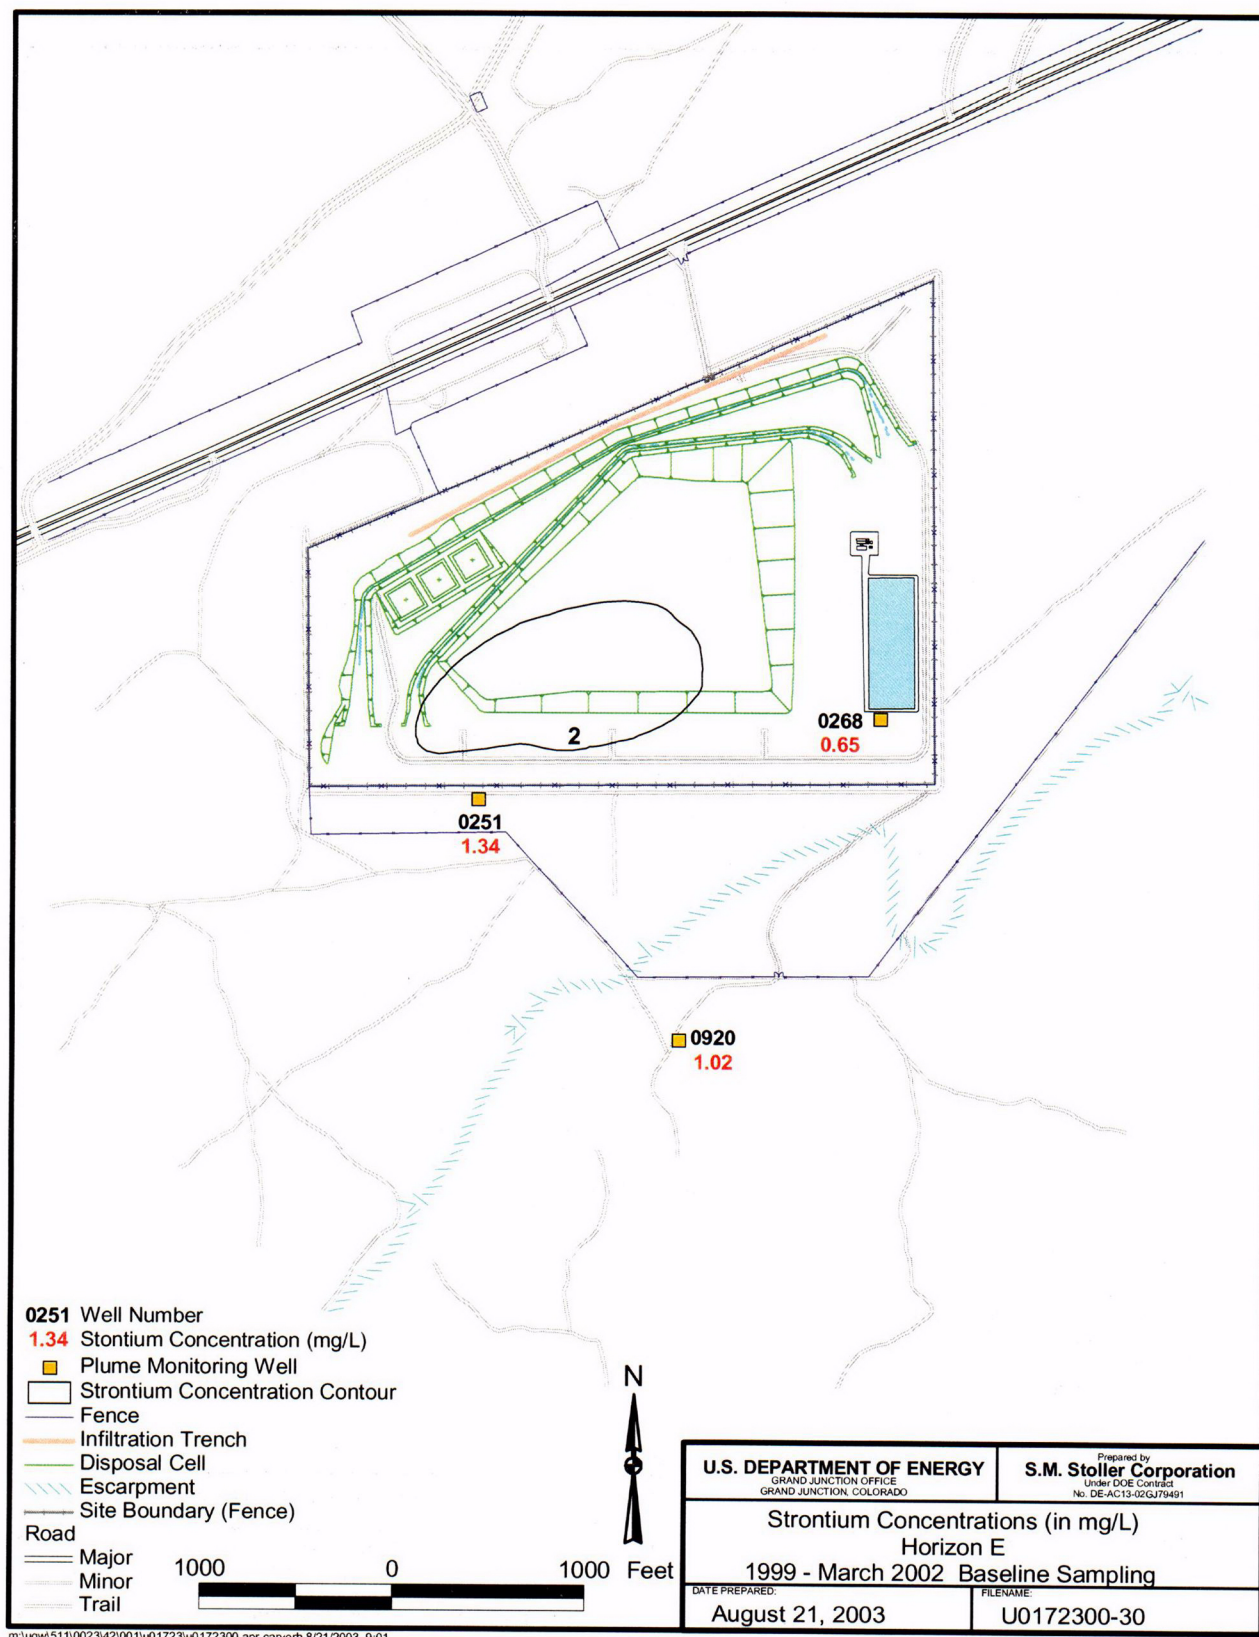 2
0268
0.65
0251
1.34
0920
1.02
0251 Well Number
1.34 Stontium Concentration (mg/L)
Plume Monitoring Well
Strontium Concentration Contour
Fence
Infiltration Trench
Disposal Cell
Escarpment
Site Boundary (Fence)
Road
Major
Minor
Trail
N
1000 0 1000 Feet
U.S. DEPARTMENT OF ENERGY
GRAND JUNCTION OFFICE
GRAND JUNCTION, COLORADO
Prepared by
S.M. Stoller Corporation
Under DOE Contract
No. DE-AC13-02GJ79491
Strontium Concentrations (in mg/L)
Horizon E
1999 - March 2002 Baseline Sampling
DATE PREPARED:
August 21, 2003
FILENAME:
U0172300-30